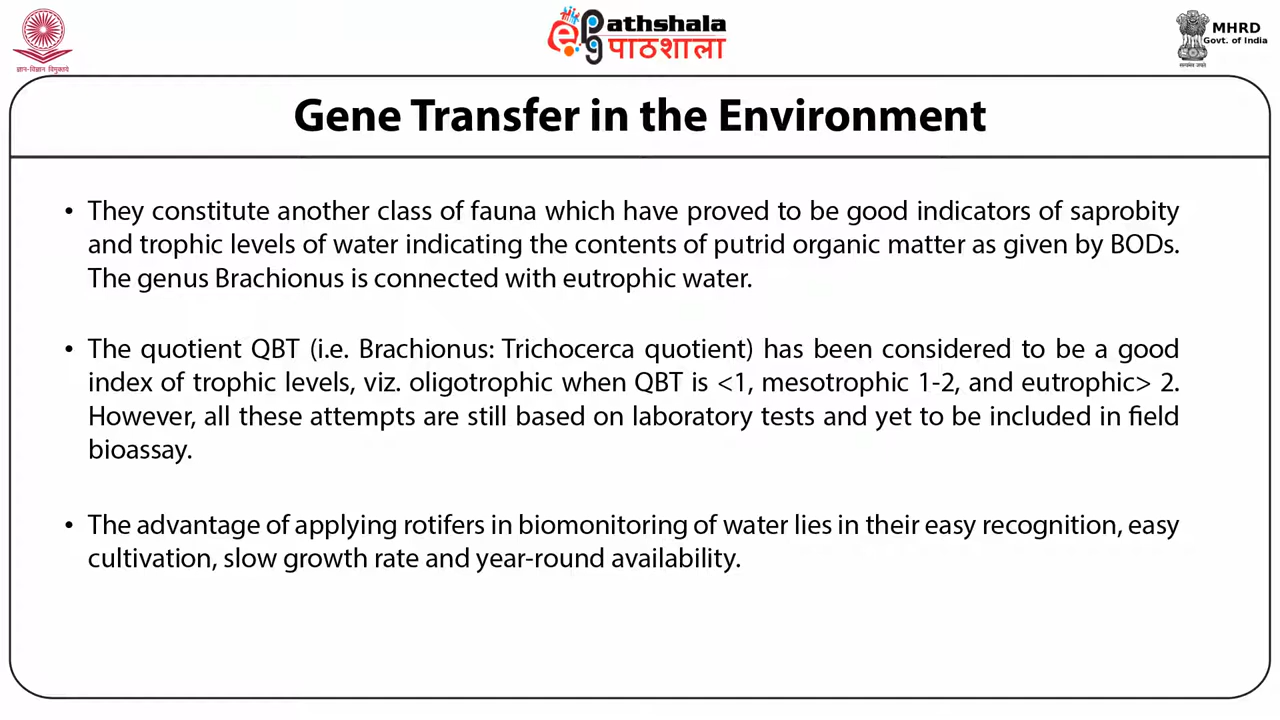 ज्ञान-विज्ञान विमुक्तये
ePathshala
पाठशाला
MHRD
Govt. of India
सत्यमेव जयते
Gene Transfer in the Environment
• They constitute another class of fauna which have proved to be good indicators of saprobity
and trophic levels of water indicating the contents of putrid organic matter as given by BODs.
The genus Brachionus is connected with eutrophic water.
• The quotient QBT (i.e. Brachionus: Trichocerca quotient) has been considered to be a good
index of trophic levels, viz. oligotrophic when QBT is <1, mesotrophic 1-2, and eutrophic> 2.
However, all these attempts are still based on laboratory tests and yet to be included in field
bioassay.
• The advantage of applying rotifers in biomonitoring of water lies in their easy recognition, easy
cultivation, slow growth rate and year-round availability.